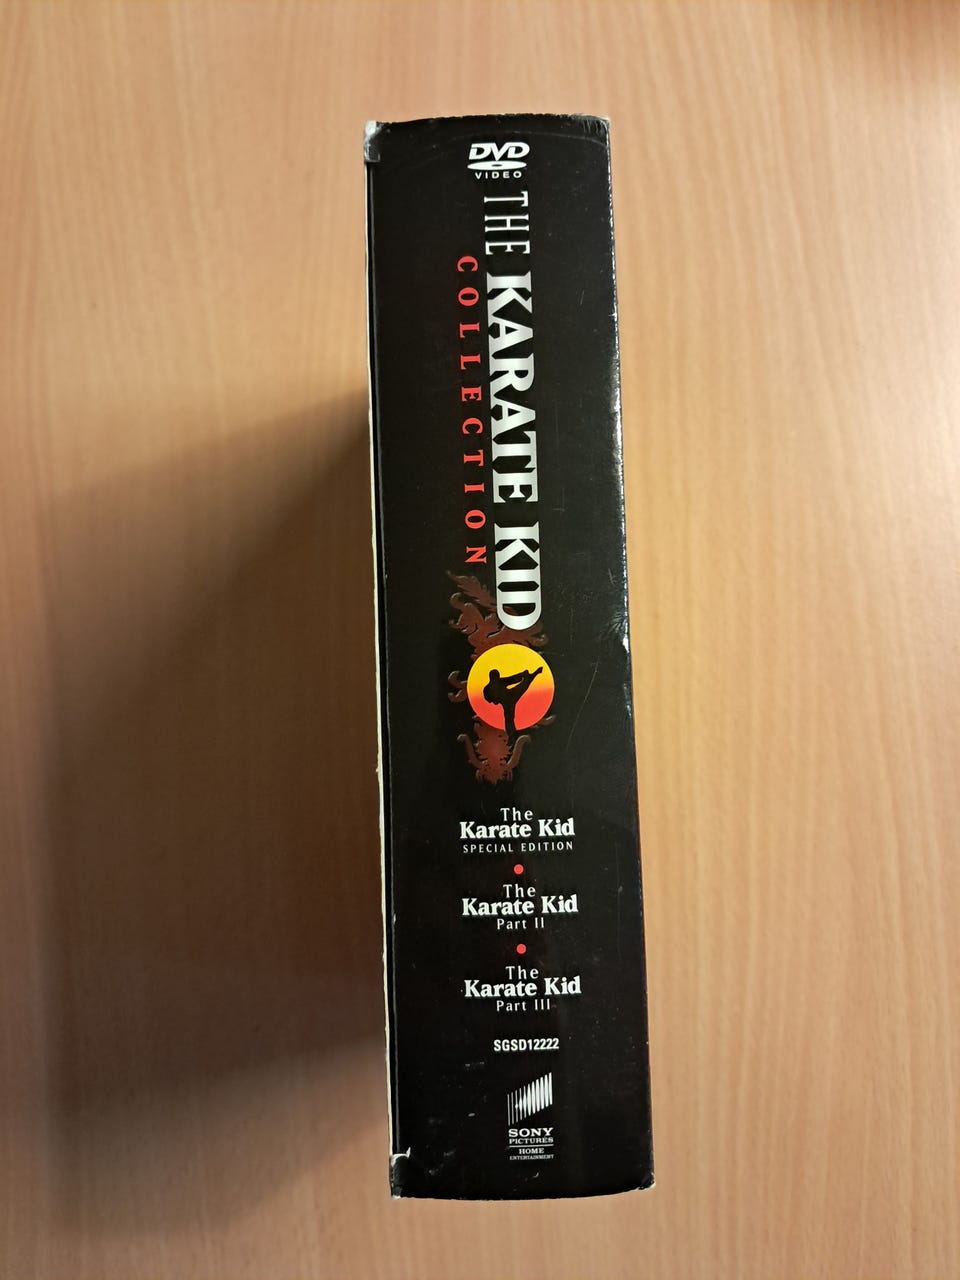 DVD
VIDEO
THE KARATE KID
COLLECTION
The
Karate Kid
SPECIAL EDITION
The
Karate Kid
Part II
The
Karate Kid
Part III
SGSD12222
SONY
PICTURES
HOME
ENTERTAINMENT